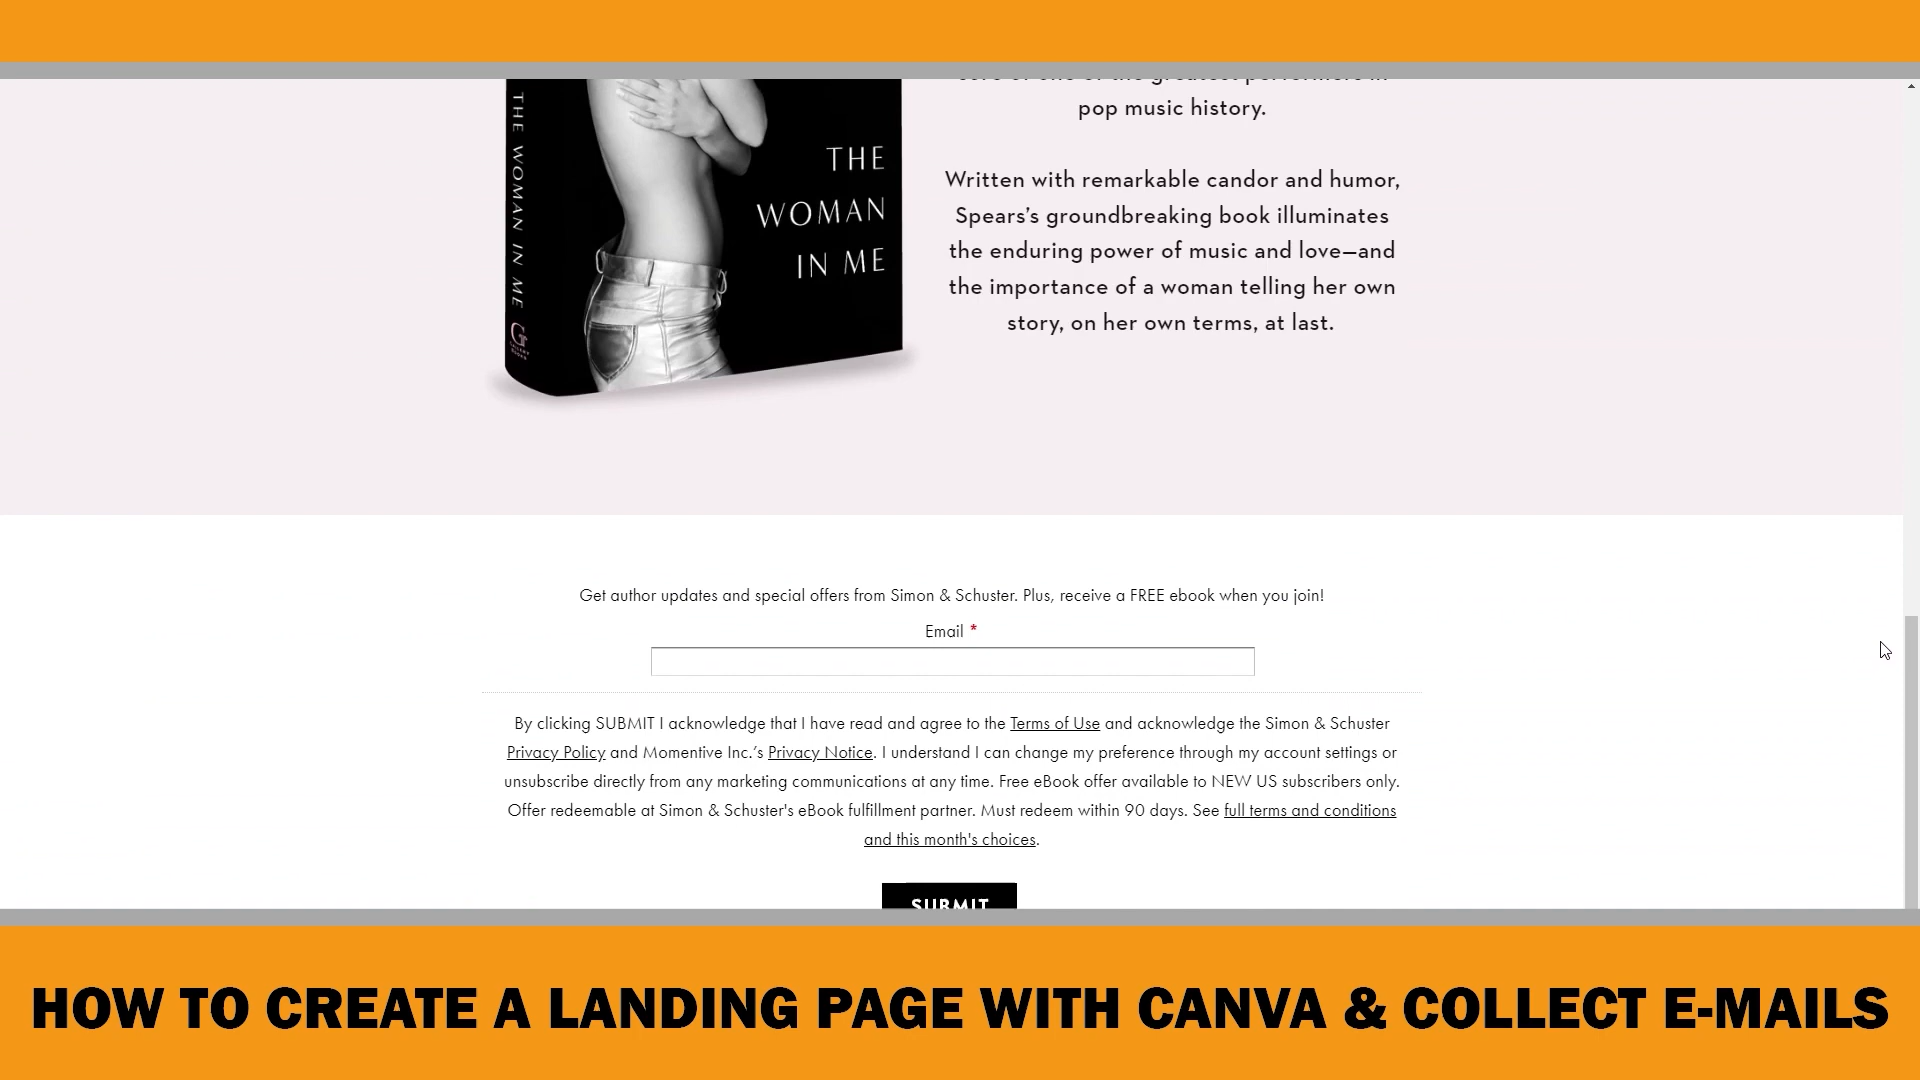 pop music history.
Written with remarkable candor and humor,
Spears’s groundbreaking book illuminates
the enduring power of music and love—and
the importance of a woman telling her own
story, on her own terms, at last.
THE WOMAN IN ME
THE
WOMAN
IN ME
Get author updates and special offers from Simon & Schuster. Plus, receive a FREE ebook when you join!
Email *
By clicking SUBMIT I acknowledge that I have read and agree to the Terms of Use and acknowledge the Simon & Schuster
Privacy Policy and Momentive Inc.’s Privacy Notice. I understand I can change my preference through my account settings or
unsubscribe directly from any marketing communications at any time. Free eBook offer available to NEW US subscribers only.
Offer redeemable at Simon & Schuster's eBook fulfillment partner. Must redeem within 90 days. See full terms and conditions
and this month's choices.
SUBMIT
HOW TO CREATE A LANDING PAGE WITH CANVA & COLLECT E-MAILS